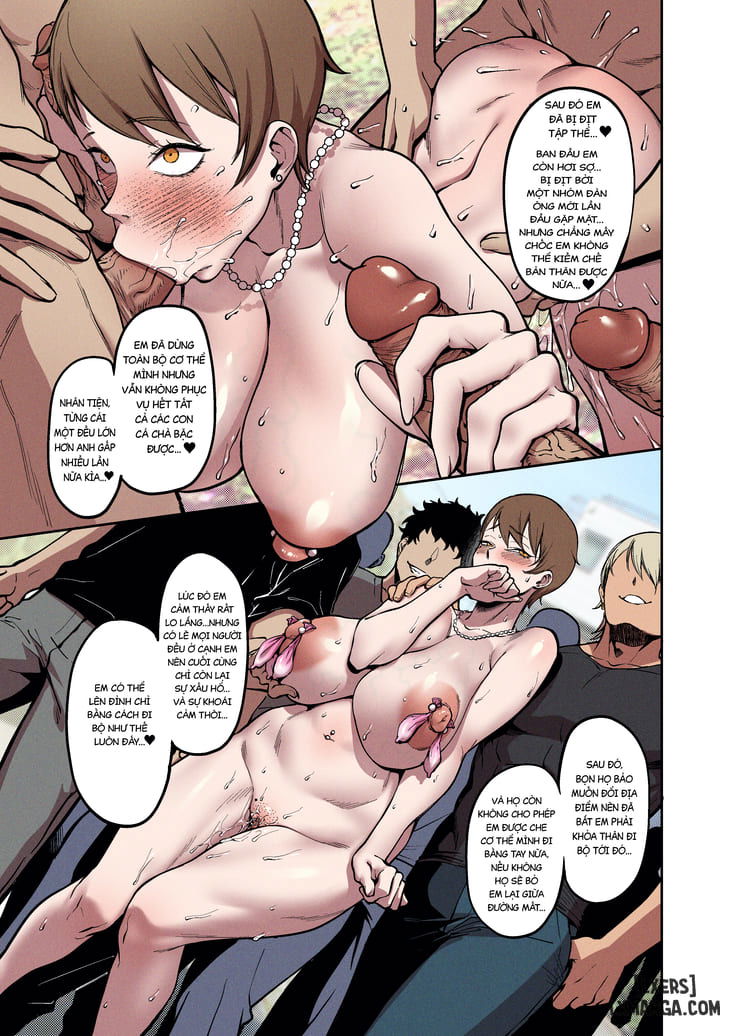 SAU ĐÓ EM
ĐÃ BỊ ĐỊT
TẬP THỂ...
BAN ĐẦU EM
CÒN HƠI SỢ...
BỊ ĐỊT BỞI
MỘT NHÓM ĐÀN
ÔNG MỚI LẦN
ĐẦU GẶP MẶT...
NHƯNG CHẲNG MẤY
CHỐC EM KHÔNG
THỂ KIỀM CHẾ
BẢN THÂN ĐƯỢC
NỮA...
EM ĐÃ DÙNG
TOÀN BỘ CƠ THỂ
MÌNH NHƯNG
VẪN KHÔNG PHỤC
VỤ HẾT TẤT
CẢ CÁC CON
CẶ CHÀ BẶC
ĐƯỢC...
NHÂN TIỆN,
TỪNG CÁI
MỘT ĐỀU LỚN
HƠN ANH GẤP
NHIỀU LẦN
NỮA KÌA...
SAU ĐÓ,
BỌN HỌ BẢO
MUỐN ĐỔI ĐỊA
ĐIỂM NÊN ĐÃ
BẮT EM PHẢI
KHỎA THÂN ĐI
BỘ TỚI ĐÓ...
VÀ HỌ CÒN
KHÔNG CHO PHÉP
EM ĐƯỢC CHE
CƠ THỂ MÌNH ĐI
BẰNG TAY NỮA,
NẾU KHÔNG
HỌ SẼ BỎ
EM LẠI GIỮA
ĐƯỜNG MẤT...
LÚC ĐÓ EM
CẢM THẤY RẤT
LO LẮNG...NHƯNG
CÓ LẼ MỌI NGƯỜI
ĐỀU Ở CẠNH EM
NÊN CUỐI CÙNG
CHỈ CÒN LẠI
SỰ XẤU HỔ...
VÀ SỰ KHOÁI
CẢM THÔI...
EM CÓ THỂ
LÊN ĐỈNH CHỈ
BẰNG CÁCH ĐI
BỘ NHƯ THẾ
LUÔN ĐẤY...